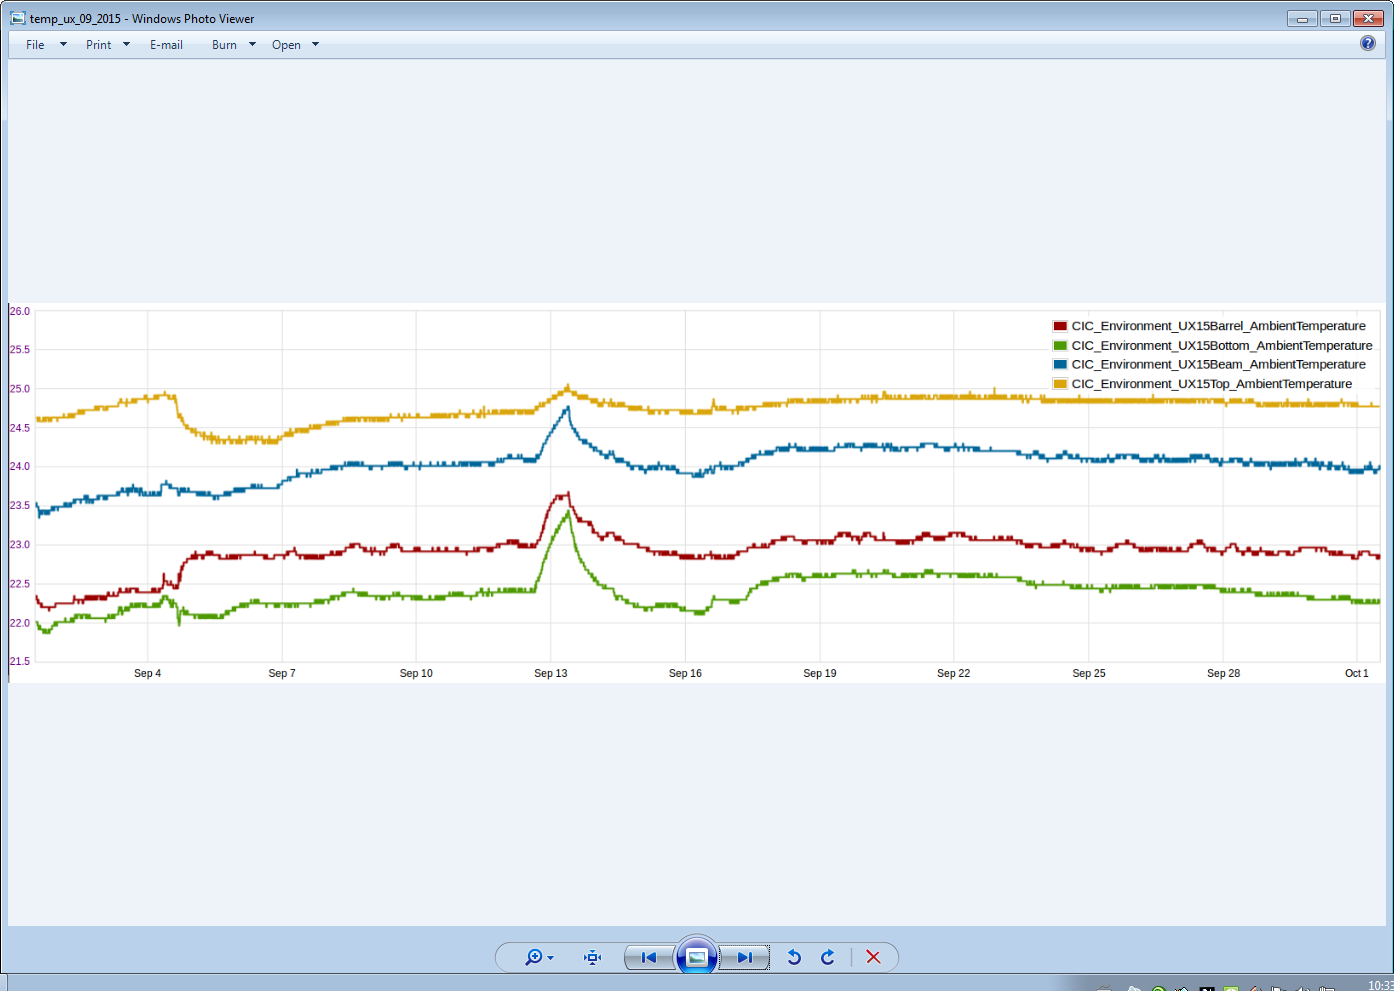 temp_ux_09_2015 - Windows Photo Viewer
File Print E-mail Burn Open
26.0
CIC_Environment_UX15Barrel_AmbientTemperature
25.5
CIC_Environment_UX15Bottom_AmbientTemperature
CIC_Environment_UX15Beam_AmbientTemperature
25.0
CIC_Environment_UX15Top_AmbientTemperature
24.5
24.0
23.5
23.0
22.5
22.0
21.5
Sep 4 Sep 7 Sep 10 Sep 13 Sep 16 Sep 19 Sep 22 Sep 25 Sep 28 Oct 1